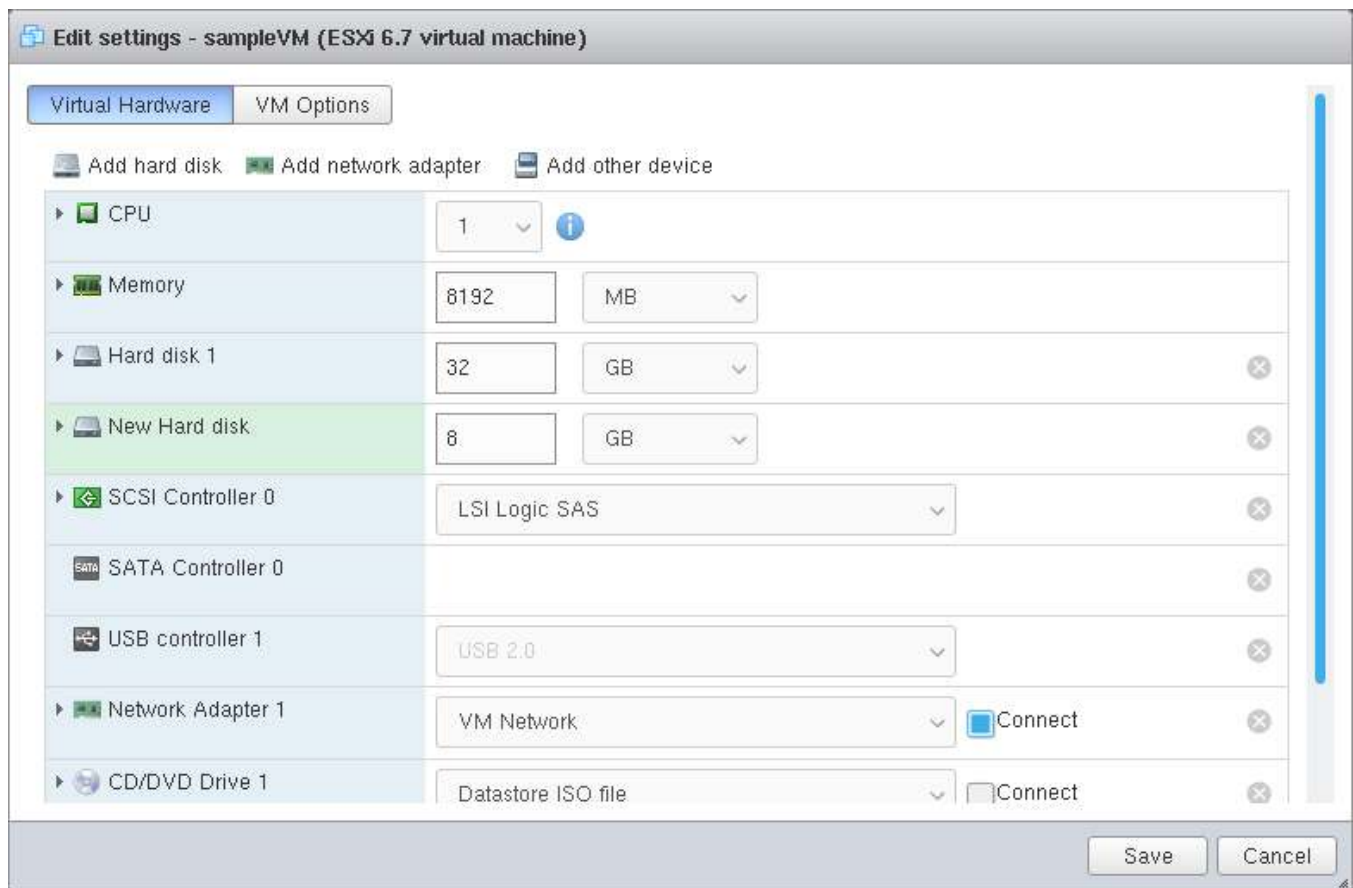 Edit settings - sampleVM (ESXi 6.7 virtual machine)
Virtual Hardware VM Options
Add hard disk Add network adapter Add other device
CPU 1
Memory 8192 MB
Hard disk 1 32 GB
New Hard disk 8 GB
SCSI Controller 0 LSI Logic SAS
SATA SATA Controller 0
USB controller 1 USB 2.0
Network Adapter 1 VM Network Connect
CD/DVD Drive 1 Datastore ISO file Connect
Save Cancel